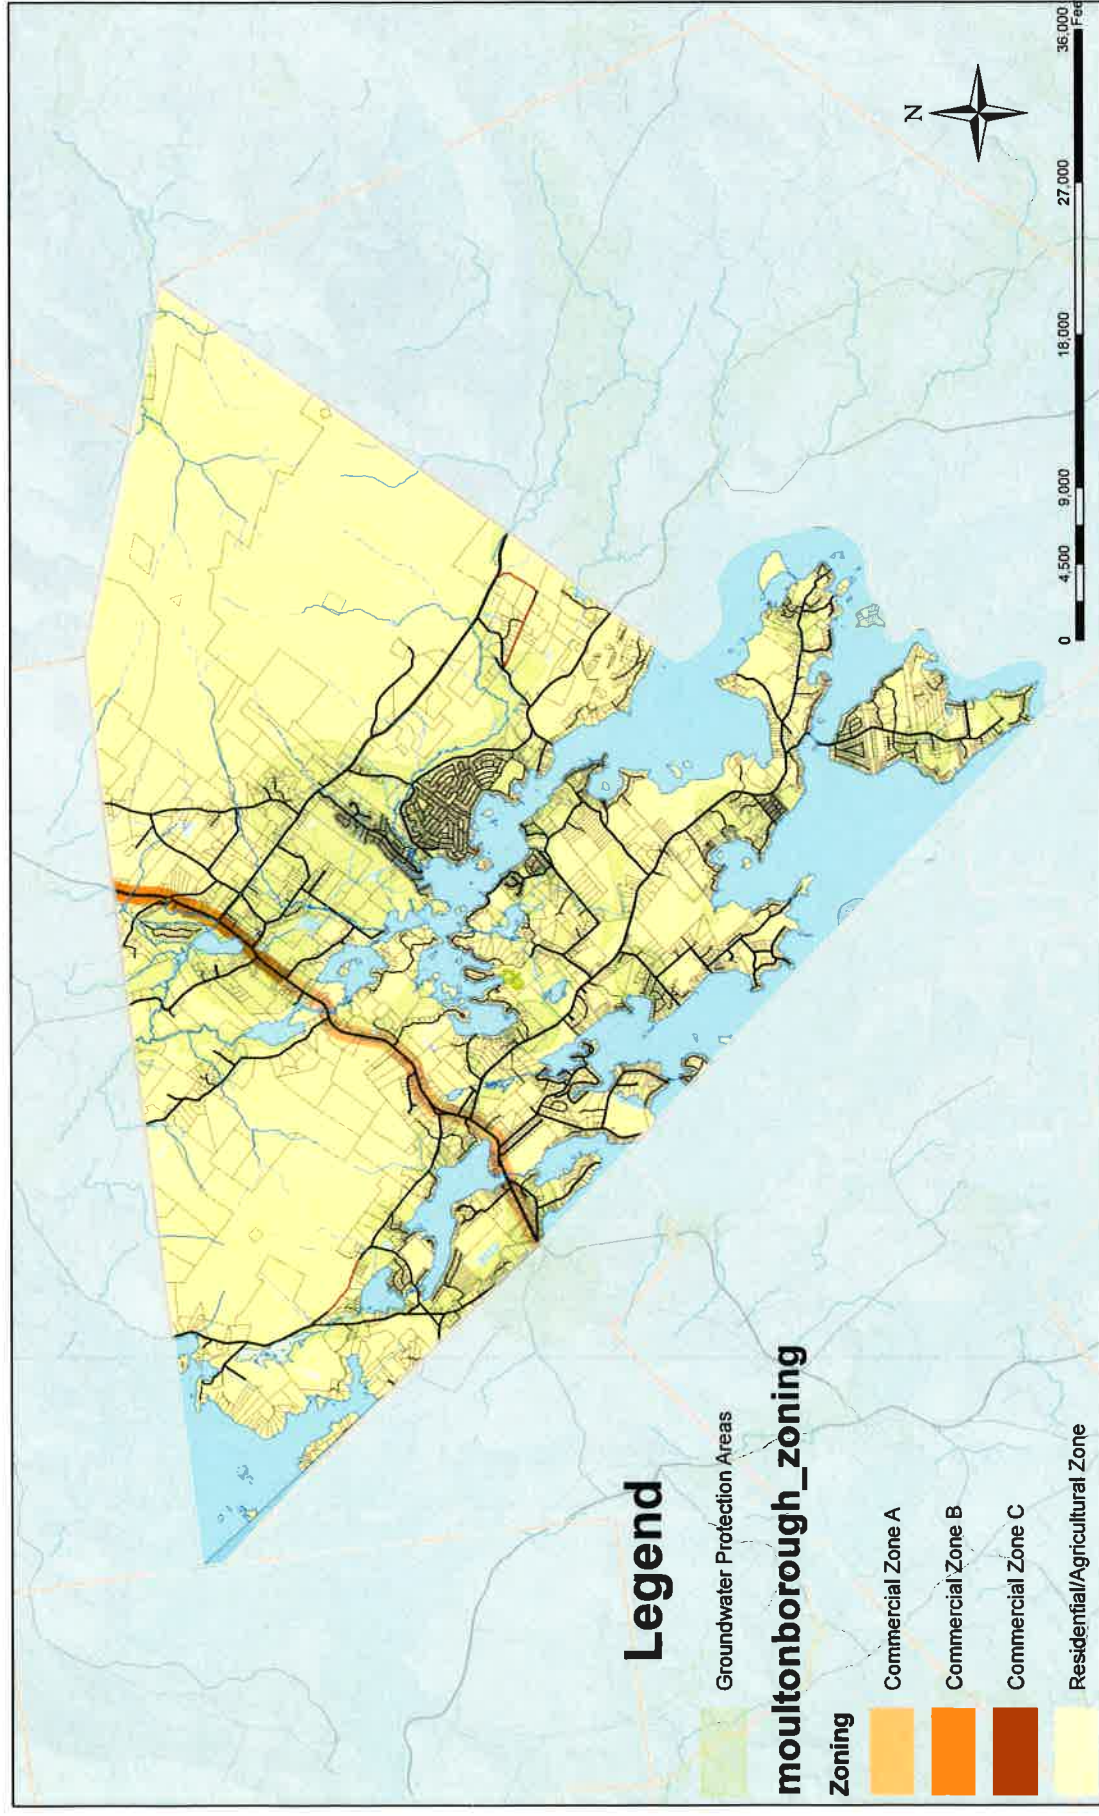 Legend
Groundwater Protection Areas
moultonborough_zoning
Zoning
Commercial Zone A
Commercial Zone B
Commercial Zone C
Residential/Agricultural Zone
N
0 4,500 9,000 18,000 27,000 36,000
Feet